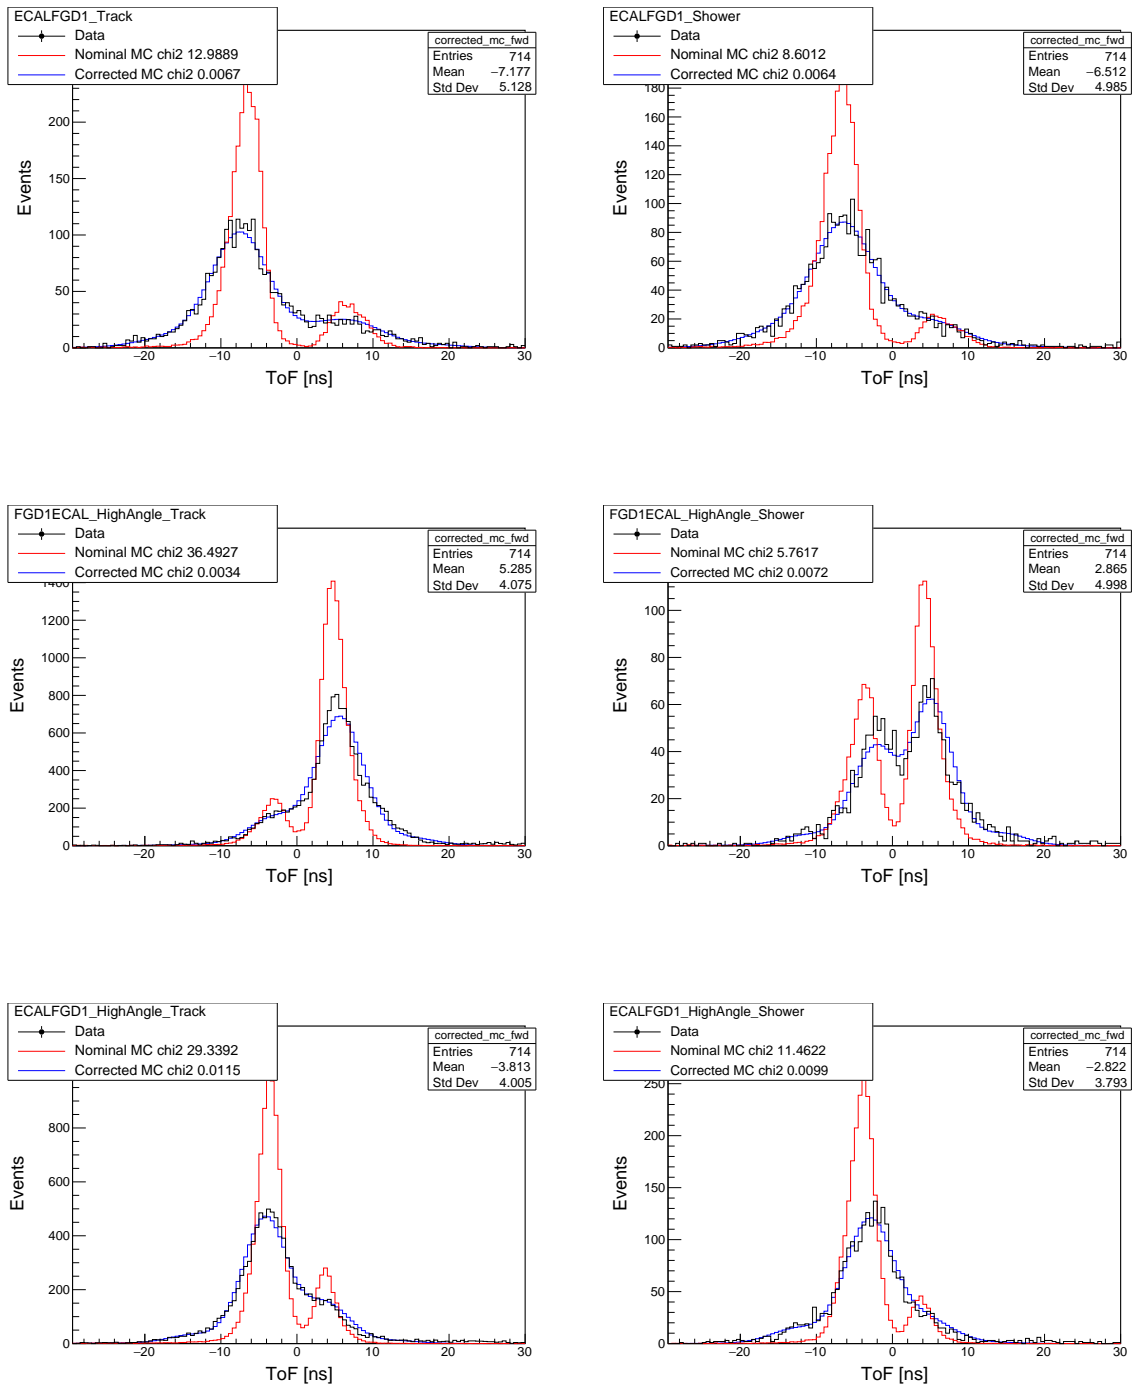 ECALFGD1_Track
Data
Nominal MC chi2 12.9889
Corrected MC chi2 0.0067
corrected_mc_fwd
Entries 714
Mean −7.177
Std Dev 5.128
200
150
100
50
0
Events
−20 −10 0 10 20 30
ToF [ns]
ECALFGD1_Shower
Data
Nominal MC chi2 8.6012
Corrected MC chi2 0.0064
corrected_mc_fwd
Entries 714
Mean −6.512
Std Dev 4.985
180
160
140
120
100
80
60
40
20
0
Events
−20 −10 0 10 20 30
ToF [ns]
FGD1ECAL_HighAngle_Track
Data
Nominal MC chi2 36.4927
Corrected MC chi2 0.0034
corrected_mc_fwd
Entries 714
Mean 5.285
Std Dev 4.075
1400
1200
1000
800
600
400
200
0
Events
−20 −10 0 10 20 30
ToF [ns]
FGD1ECAL_HighAngle_Shower
Data
Nominal MC chi2 5.7617
Corrected MC chi2 0.0072
corrected_mc_fwd
Entries 714
Mean 2.865
Std Dev 4.998
100
80
60
40
20
0
Events
−20 −10 0 10 20 30
ToF [ns]
ECALFGD1_HighAngle_Track
Data
Nominal MC chi2 29.3392
Corrected MC chi2 0.0115
corrected_mc_fwd
Entries 714
Mean −3.813
Std Dev 4.005
800
600
400
200
0
Events
−20 −10 0 10 20 30
ToF [ns]
ECALFGD1_HighAngle_Shower
Data
Nominal MC chi2 11.4622
Corrected MC chi2 0.0099
corrected_mc_fwd
Entries 714
Mean −2.822
Std Dev 3.793
250
200
150
100
50
0
Events
−20 −10 0 10 20 30
ToF [ns]